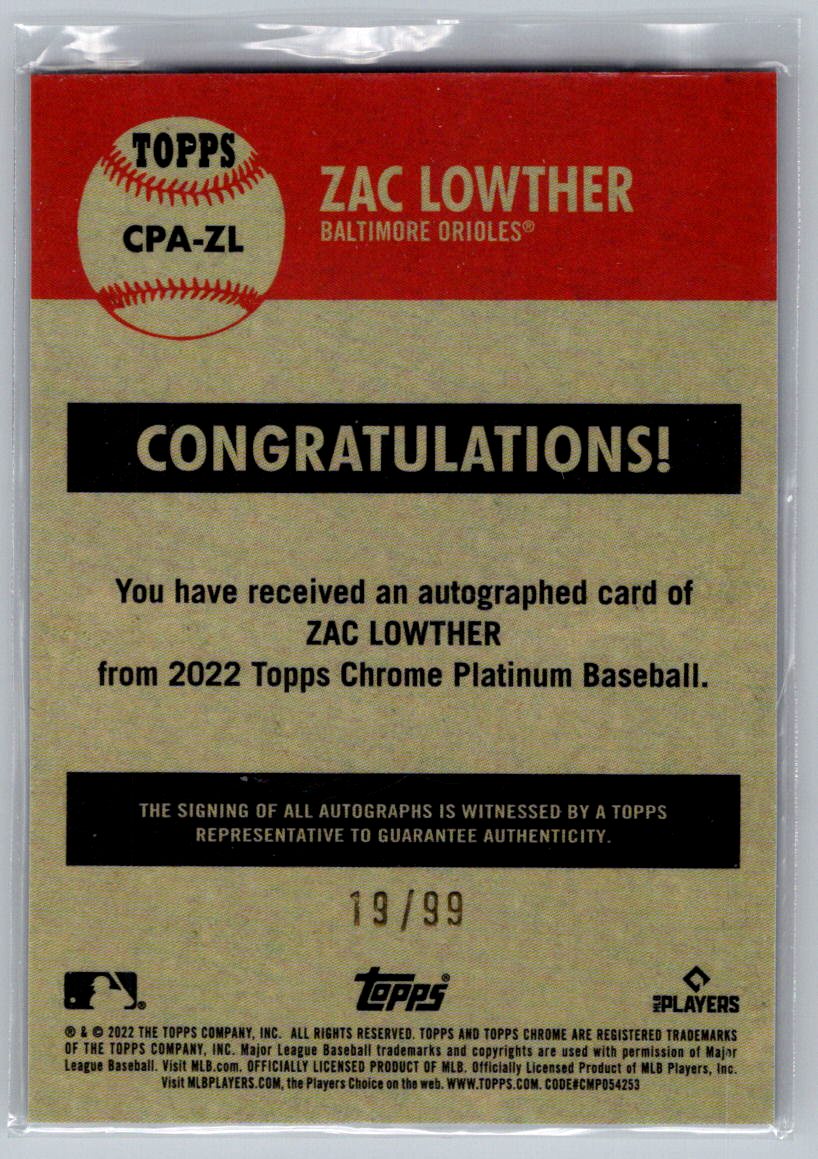 TOPPS
CPA-ZL
ZAC LOWTHER
BALTIMORE ORIOLES®
CONGRATULATIONS!
You have received an autographed card of
ZAC LOWTHER
from 2022 Topps Chrome Platinum Baseball.
THE SIGNING OF ALL AUTOGRAPHS IS WITNESSED BY A TOPPS
REPRESENTATIVE TO GUARANTEE AUTHENTICITY.
19/99
Topps®
MLB PLAYERS
® & © 2022 THE TOPPS COMPANY, INC. ALL RIGHTS RESERVED. TOPPS AND TOPPS CHROME ARE REGISTERED TRADEMARKS
OF THE TOPPS COMPANY, INC. Major League Baseball trademarks and copyrights are used with permission of Major
League Baseball. Visit MLB.com. OFFICIALLY LICENSED PRODUCT OF MLB. Officially Licensed Product of MLB Players, Inc.
Visit MLBPLAYERS.COM, the Players Choice on the web. WWW.TOPPS.COM. CODE#CMP054253